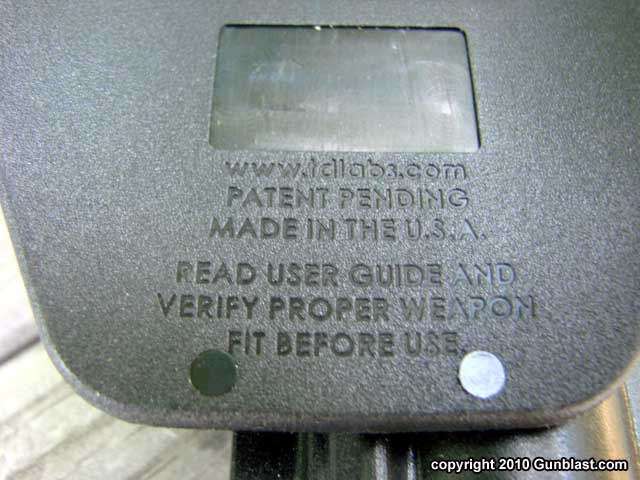 www.tdlabs.com
PATENT PENDING
MADE IN THE U.S.A.
READ USER GUIDE AND
VERIFY PROPER WEAPON
FIT BEFORE USE.
copyright 2010 Gunblast.com